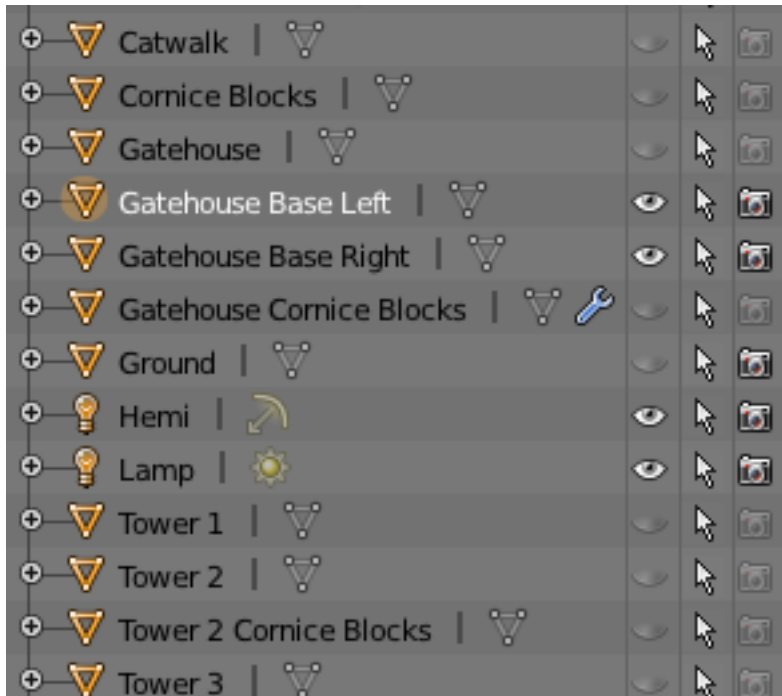 Catwalk
Cornice Blocks
Gatehouse
Gatehouse Base Left
Gatehouse Base Right
Gatehouse Cornice Blocks
Ground
Hemi
Lamp
Tower 1
Tower 2
Tower 2 Cornice Blocks
Tower 3